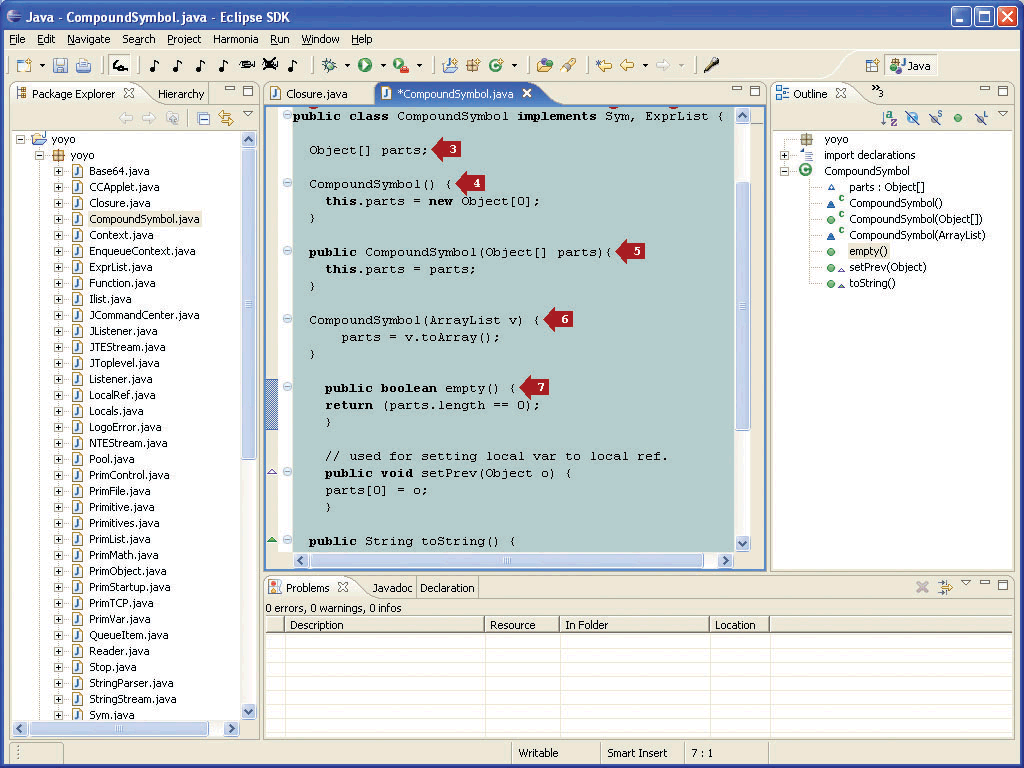 Java - CompoundSymbol.java - Eclipse SDK
File Edit Navigate Search Project Harmonia Run Window Help
Java
Package Explorer Hierarchy
yoyo
yoyo
Base64.java
CCApplet.java
Closure.java
CompoundSymbol.java
Context.java
EnqueueContext.java
ExprList.java
Function.java
Ilist.java
JCommandCenter.java
JListener.java
JTEStream.java
JToplevel.java
Listener.java
LocalRef.java
Locals.java
LogoError.java
NTEStream.java
Pool.java
PrimControl.java
PrimFile.java
Primitive.java
Primitives.java
PrimList.java
PrimMath.java
PrimObject.java
PrimStartup.java
PrimTCP.java
PrimVar.java
QueueItem.java
Reader.java
Stop.java
StringParser.java
StringStream.java
Sym.java
Closure.java *CompoundSymbol.java
public class CompoundSymbol implements Sym, ExprList {
Object[] parts; 3
CompoundSymbol() { 4
this.parts = new Object[0];
}
public CompoundSymbol(Object[] parts){ 5
this.parts = parts;
}
CompoundSymbol(ArrayList v) { 6
parts = v.toArray();
}
public boolean empty() { 7
return (parts.length == 0);
}
// used for setting local var to local ref.
public void setPrev(Object o) {
parts[0] = o;
}
public String toString() {
Outline 3
yoyo
import declarations
CompoundSymbol
parts : Object[]
CompoundSymbol()
CompoundSymbol(Object[])
CompoundSymbol(ArrayList)
empty()
setPrev(Object)
toString()
Problems Javadoc Declaration
0 errors, 0 warnings, 0 infos
Description Resource In Folder Location
Writable Smart Insert 7 : 1